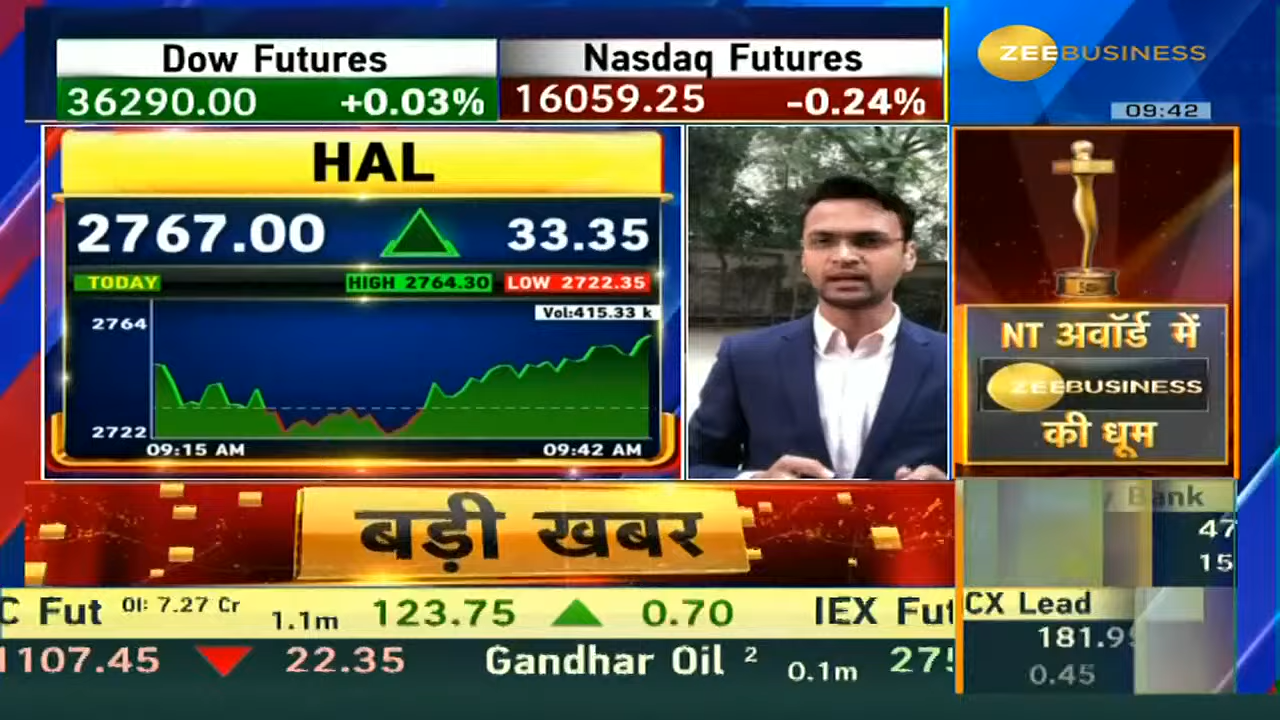 Dow Futures
36290.00 +0.03%
Nasdaq Futures
16059.25 -0.24%
ZEEBUSINESS
09:42
HAL
2767.00 33.35
TODAY HIGH 2764.30 LOW 2722.35
Vol:415.33 k
2764
2722
09:15 AM 09:42 AM
NT अवॉर्ड में
ZEEBUSINESS
की धूम
बड़ी खबर
Bank
47
15
C Fut OI: 7.27 Cr 1.1m 123.75 0.70 IEX Fut
1107.45 22.35 Gandhar Oil 2 0.1m 275
CX Lead
181.9
0.45